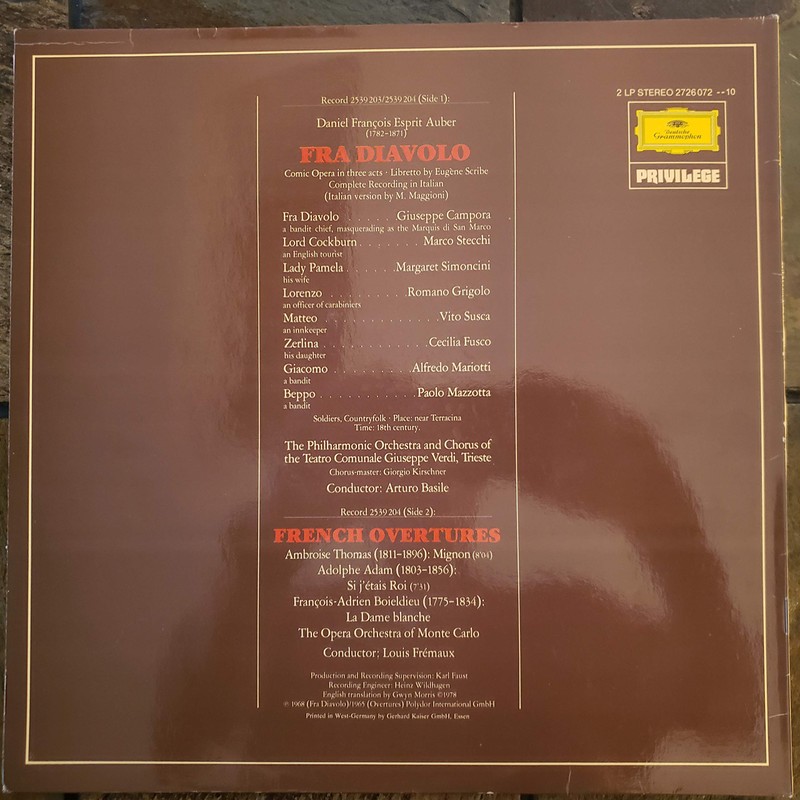 2 LP STEREO 2726 072 --10
Deutsche
Grammophon
PRIVILEGE
Record 2539 203/2539 204 (Side 1):
Daniel François Esprit Auber
(1782-1871)
FRA DIAVOLO
Comic Opera in three acts · Libretto by Eugène Scribe
Complete Recording in Italian
(Italian version by M. Maggioni)
Fra Diavolo . . . . . Giuseppe Campora
a bandit chief, masquerading as the Marquis di San Marco
Lord Cockburn . . . . . . Marco Stecchi
an English tourist
Lady Pamela . . . . . Margaret Simoncini
his wife
Lorenzo . . . . . . . . Romano Grigolo
an officer of carabiniers
Matteo . . . . . . . . . . . . Vito Susca
an innkeeper
Zerlina . . . . . . . . . . . Cecilia Fusco
his daughter
Giacomo . . . . . . . . Alfredo Mariotti
a bandit
Beppo . . . . . . . . . . Paolo Mazzotta
a bandit
Soldiers, Countryfolk · Place: near Terracina
Time: 18th century.
The Philharmonic Orchestra and Chorus of
the Teatro Comunale Giuseppe Verdi, Trieste
Chorus-master: Giorgio Kirschner
Conductor: Arturo Basile
Record 2539 204 (Side 2):
FRENCH OVERTURES
Ambroise Thomas (1811-1896): Mignon (8'04)
Adolphe Adam (1803-1856):
Si j'étais Roi (7'31)
François-Adrien Boieldieu (1775-1834):
La Dame blanche
The Opera Orchestra of Monte Carlo
Conductor: Louis Frémaux
Production and Recording Supervision: Karl Faust
Recording Engineer: Heinz Wildhagen
English translation by Gwyn Morris ©1978
℗ 1968 (Fra Diavolo)/1965 (Overtures) Polydor International GmbH
Printed in West-Germany by Gerhard Kaiser GmbH, Essen